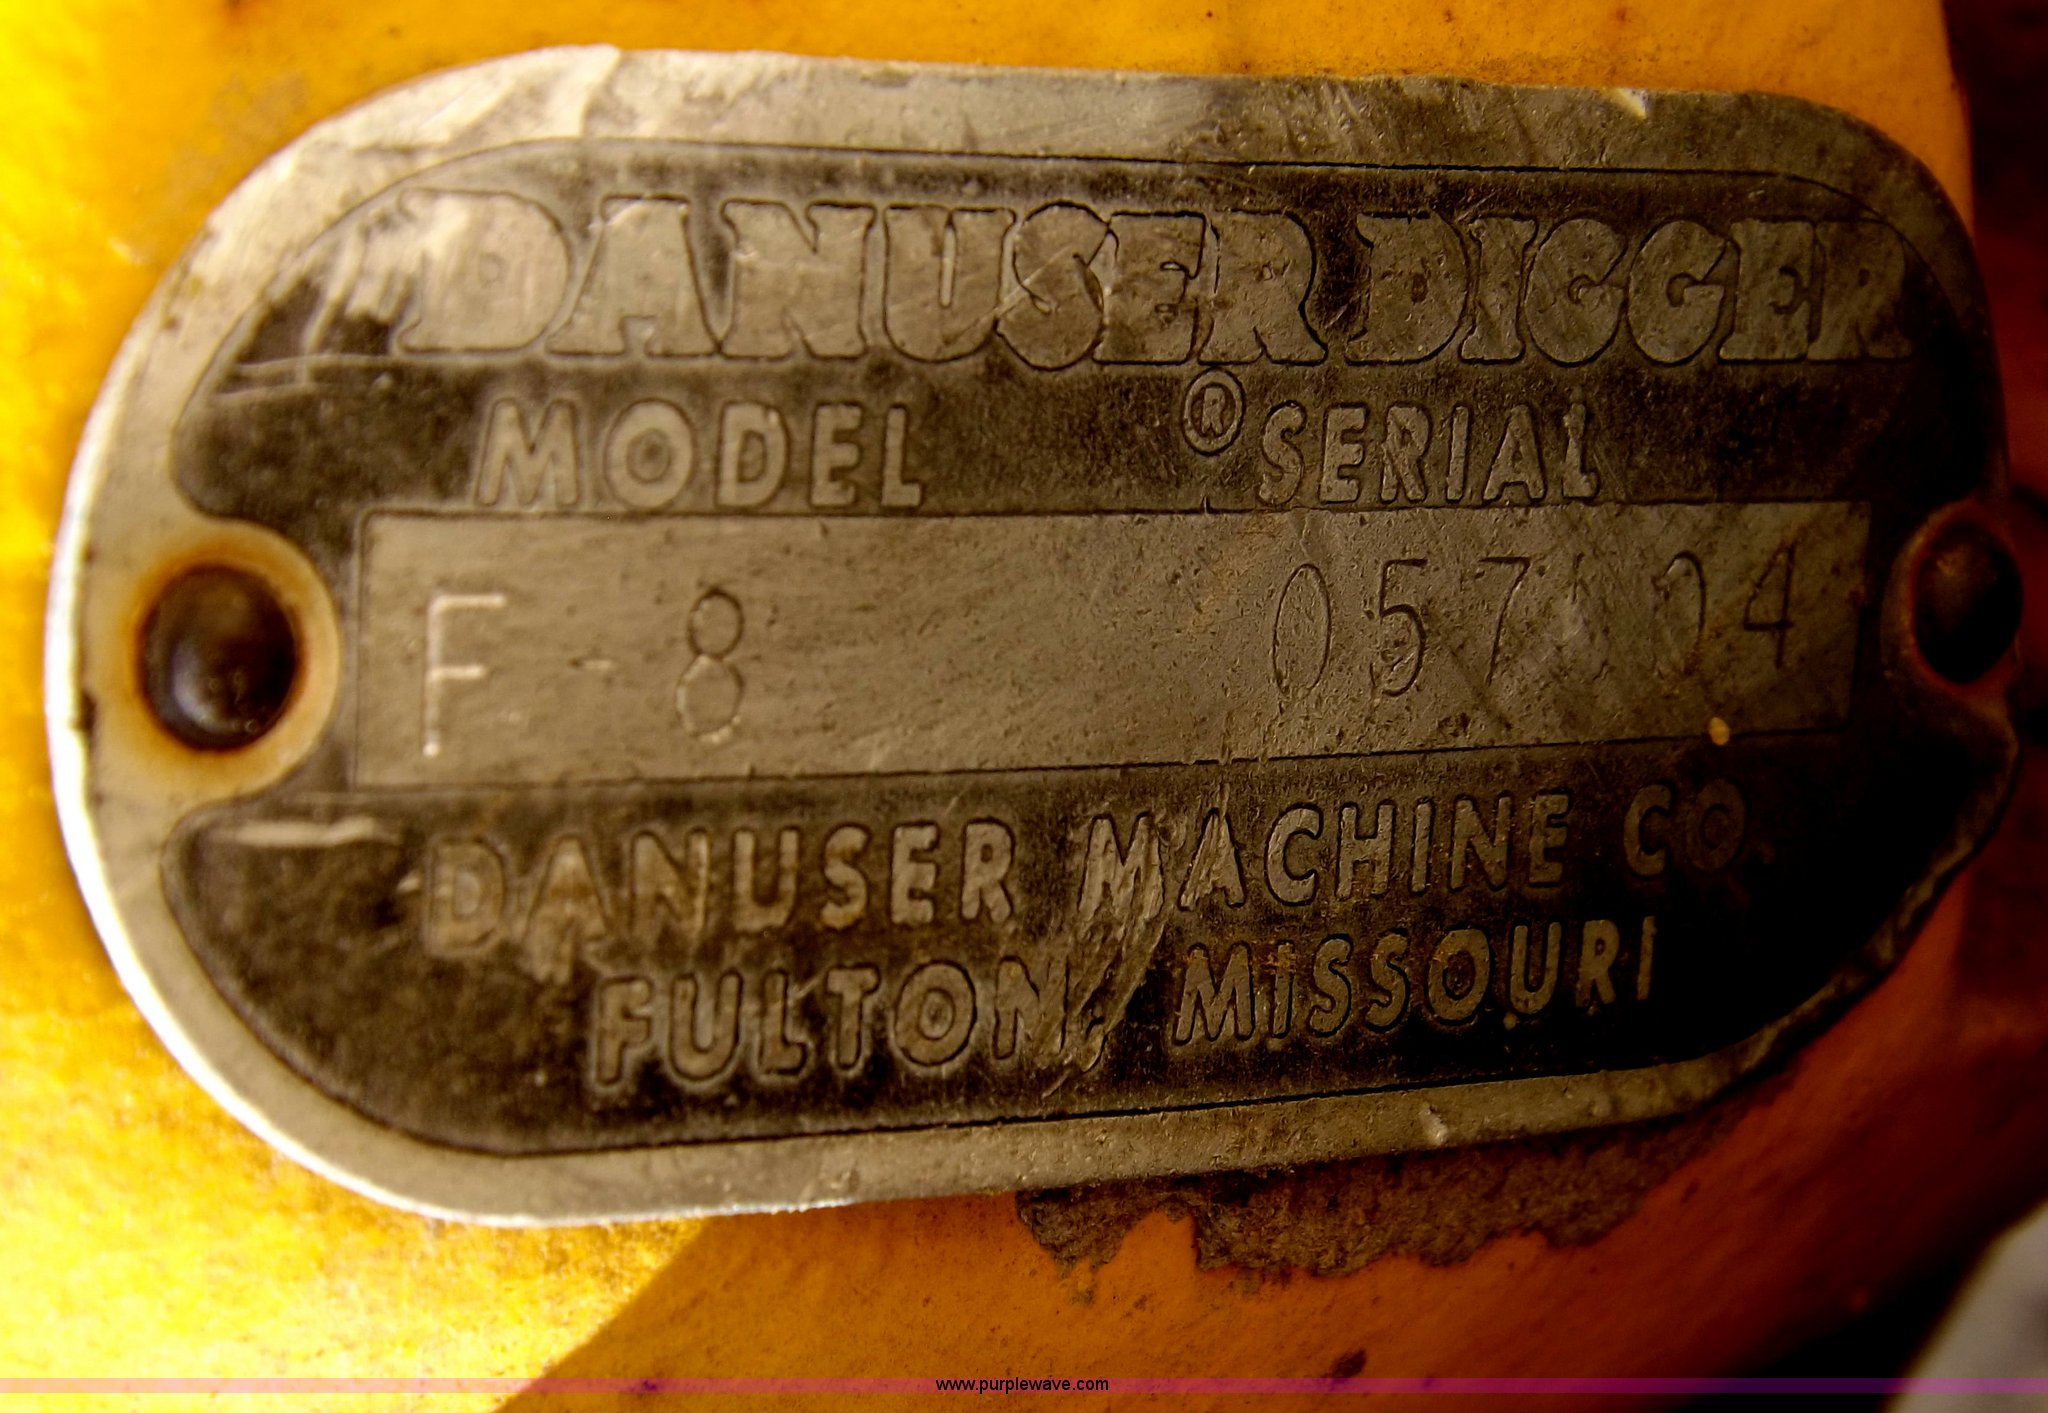 DANUSER DIGGER
MODEL ® SERIAL
F-8
DANUSER MACHINE CO.
FULTON, MISSOURI
www.purplewave.com